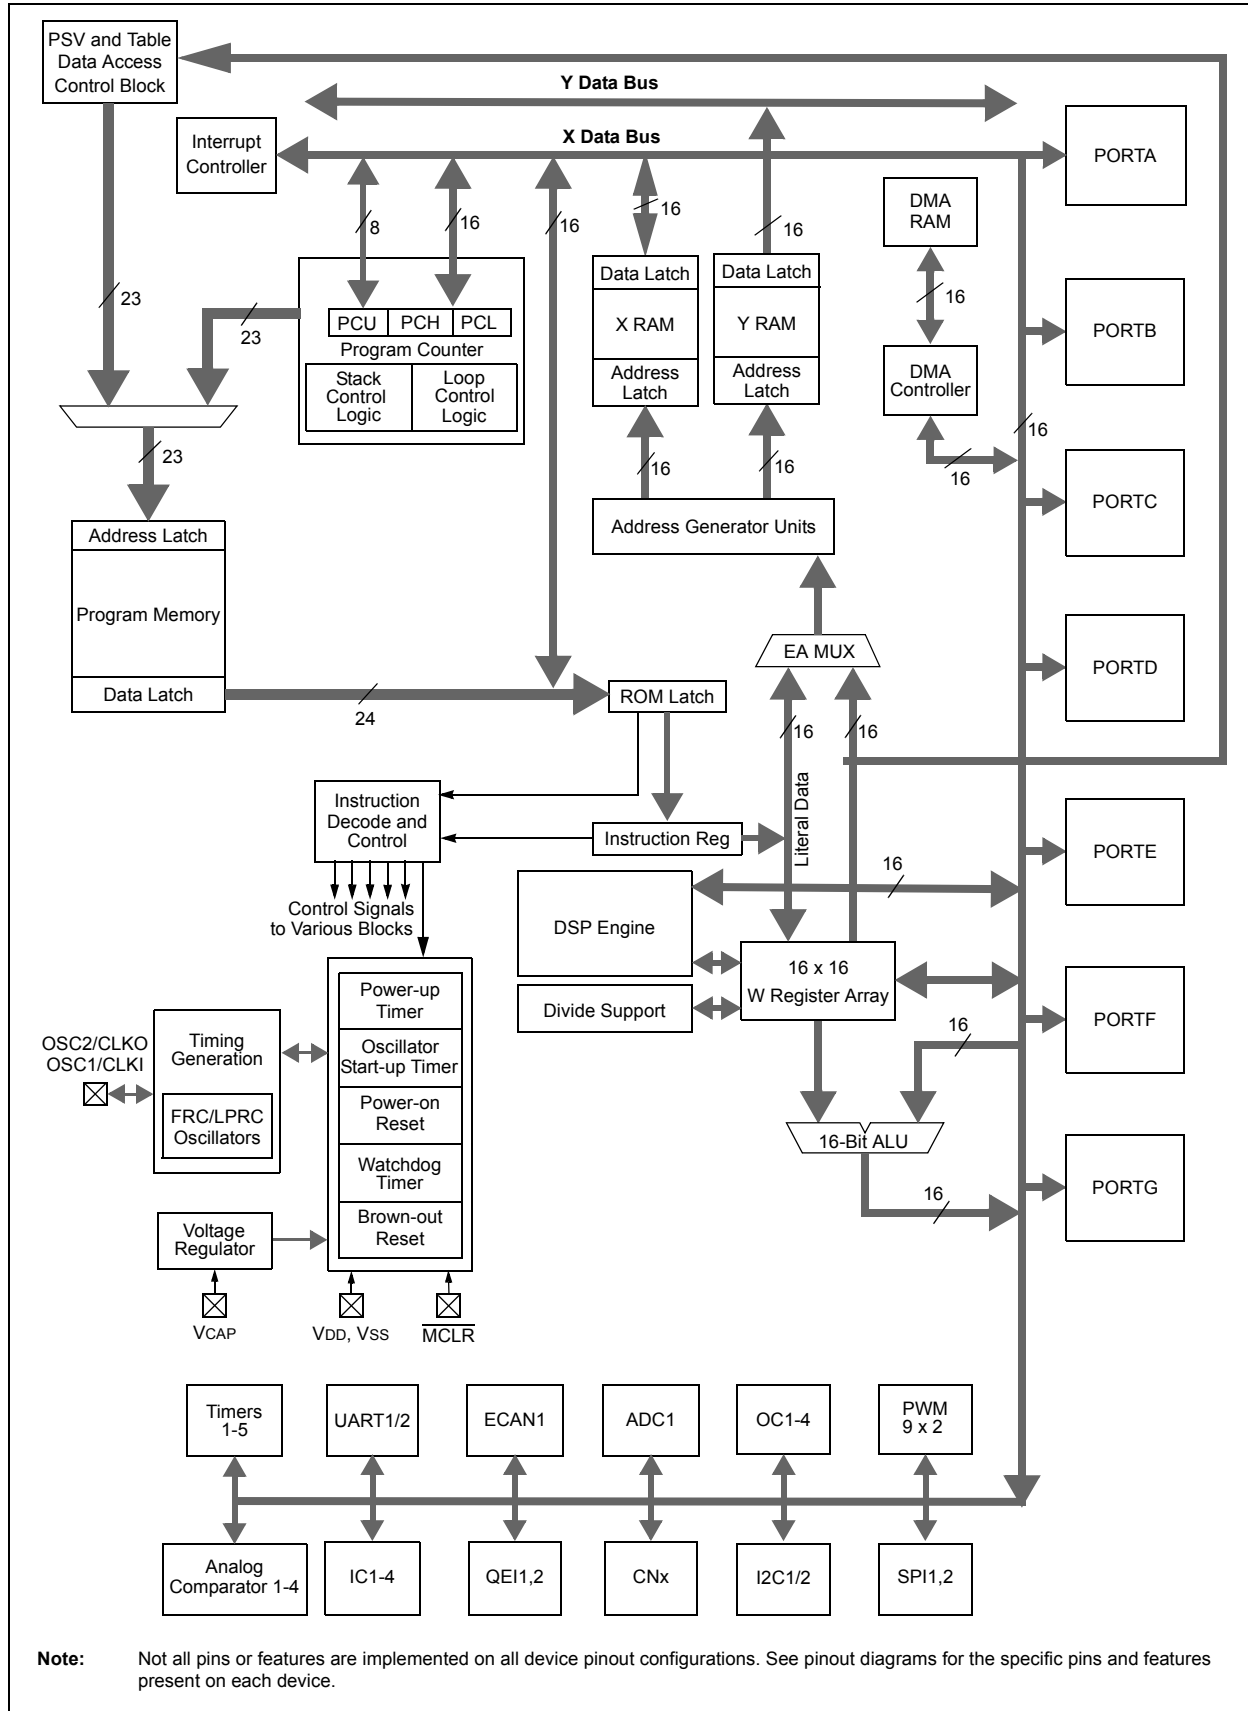 PSV and Table
Data Access
Control Block
Y Data Bus
X Data Bus
Interrupt
Controller
PORTA
8
16
16
16
16
DMA
RAM
16
23
23
Data Latch
X RAM
Address
Latch
Data Latch
Y RAM
Address
Latch
PCU
PCH
PCL
Program Counter
Stack
Control
Logic
Loop
Control
Logic
PORTB
DMA
Controller
16
16
23
16
16
PORTC
Address Latch
Program Memory
Data Latch
Address Generator Units
EA MUX
PORTD
24
ROM Latch
16
16
Literal Data
Instruction
Decode and
Control
Instruction Reg
PORTE
16
Control Signals
to Various Blocks
DSP Engine
16 x 16
W Register Array
Divide Support
PORTF
Power-up
Timer
Oscillator
Start-up Timer
Power-on
Reset
Watchdog
Timer
Brown-out
Reset
OSC2/CLKO
OSC1/CLKI
Timing
Generation
FRC/LPRC
Oscillators
16
16-Bit ALU
16
PORTG
Voltage
Regulator
VCAP
VDD, VSS
MCLR
Timers
1-5
UART1/2
ECAN1
ADC1
OC1-4
PWM
9 x 2
Analog
Comparator 1-4
IC1-4
QEI1,2
CNx
I2C1/2
SPI1,2
Note: Not all pins or features are implemented on all device pinout configurations. See pinout diagrams for the specific pins and features
present on each device.